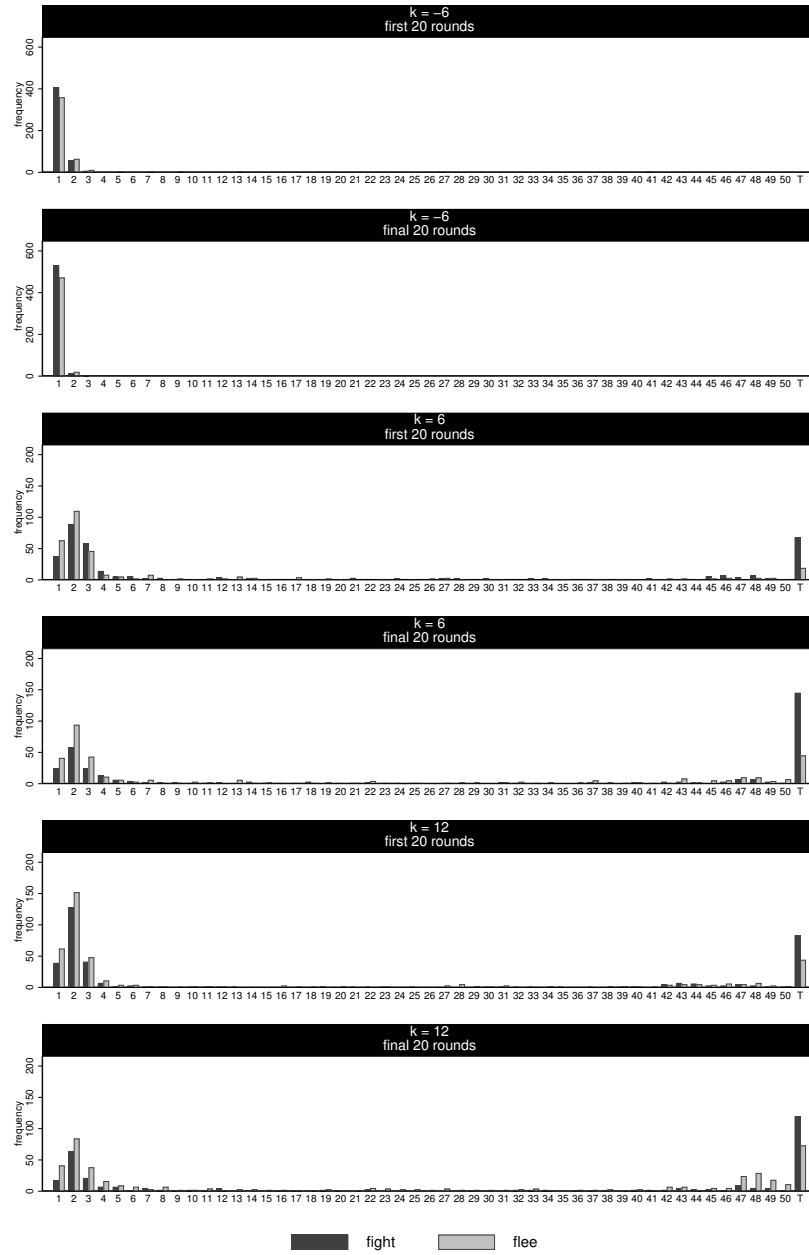 k = −6
first 20 rounds
600
400
200
0
frequency
1 2 3 4 5 6 7 8 9 10 11 12 13 14 15 16 17 18 19 20 21 22 23 24 25 26 27 28 29 30 31 32 33 34 35 36 37 38 39 40 41 42 43 44 45 46 47 48 49 50 T
k = −6
final 20 rounds
600
400
200
0
frequency
1 2 3 4 5 6 7 8 9 10 11 12 13 14 15 16 17 18 19 20 21 22 23 24 25 26 27 28 29 30 31 32 33 34 35 36 37 38 39 40 41 42 43 44 45 46 47 48 49 50 T
k = 6
first 20 rounds
200
150
100
50
0
frequency
1 2 3 4 5 6 7 8 9 10 11 12 13 14 15 16 17 18 19 20 21 22 23 24 25 26 27 28 29 30 31 32 33 34 35 36 37 38 39 40 41 42 43 44 45 46 47 48 49 50 T
k = 6
final 20 rounds
200
150
100
50
0
frequency
1 2 3 4 5 6 7 8 9 10 11 12 13 14 15 16 17 18 19 20 21 22 23 24 25 26 27 28 29 30 31 32 33 34 35 36 37 38 39 40 41 42 43 44 45 46 47 48 49 50 T
k = 12
first 20 rounds
200
150
100
50
0
frequency
1 2 3 4 5 6 7 8 9 10 11 12 13 14 15 16 17 18 19 20 21 22 23 24 25 26 27 28 29 30 31 32 33 34 35 36 37 38 39 40 41 42 43 44 45 46 47 48 49 50 T
k = 12
final 20 rounds
200
150
100
50
0
frequency
1 2 3 4 5 6 7 8 9 10 11 12 13 14 15 16 17 18 19 20 21 22 23 24 25 26 27 28 29 30 31 32 33 34 35 36 37 38 39 40 41 42 43 44 45 46 47 48 49 50 T
fight flee